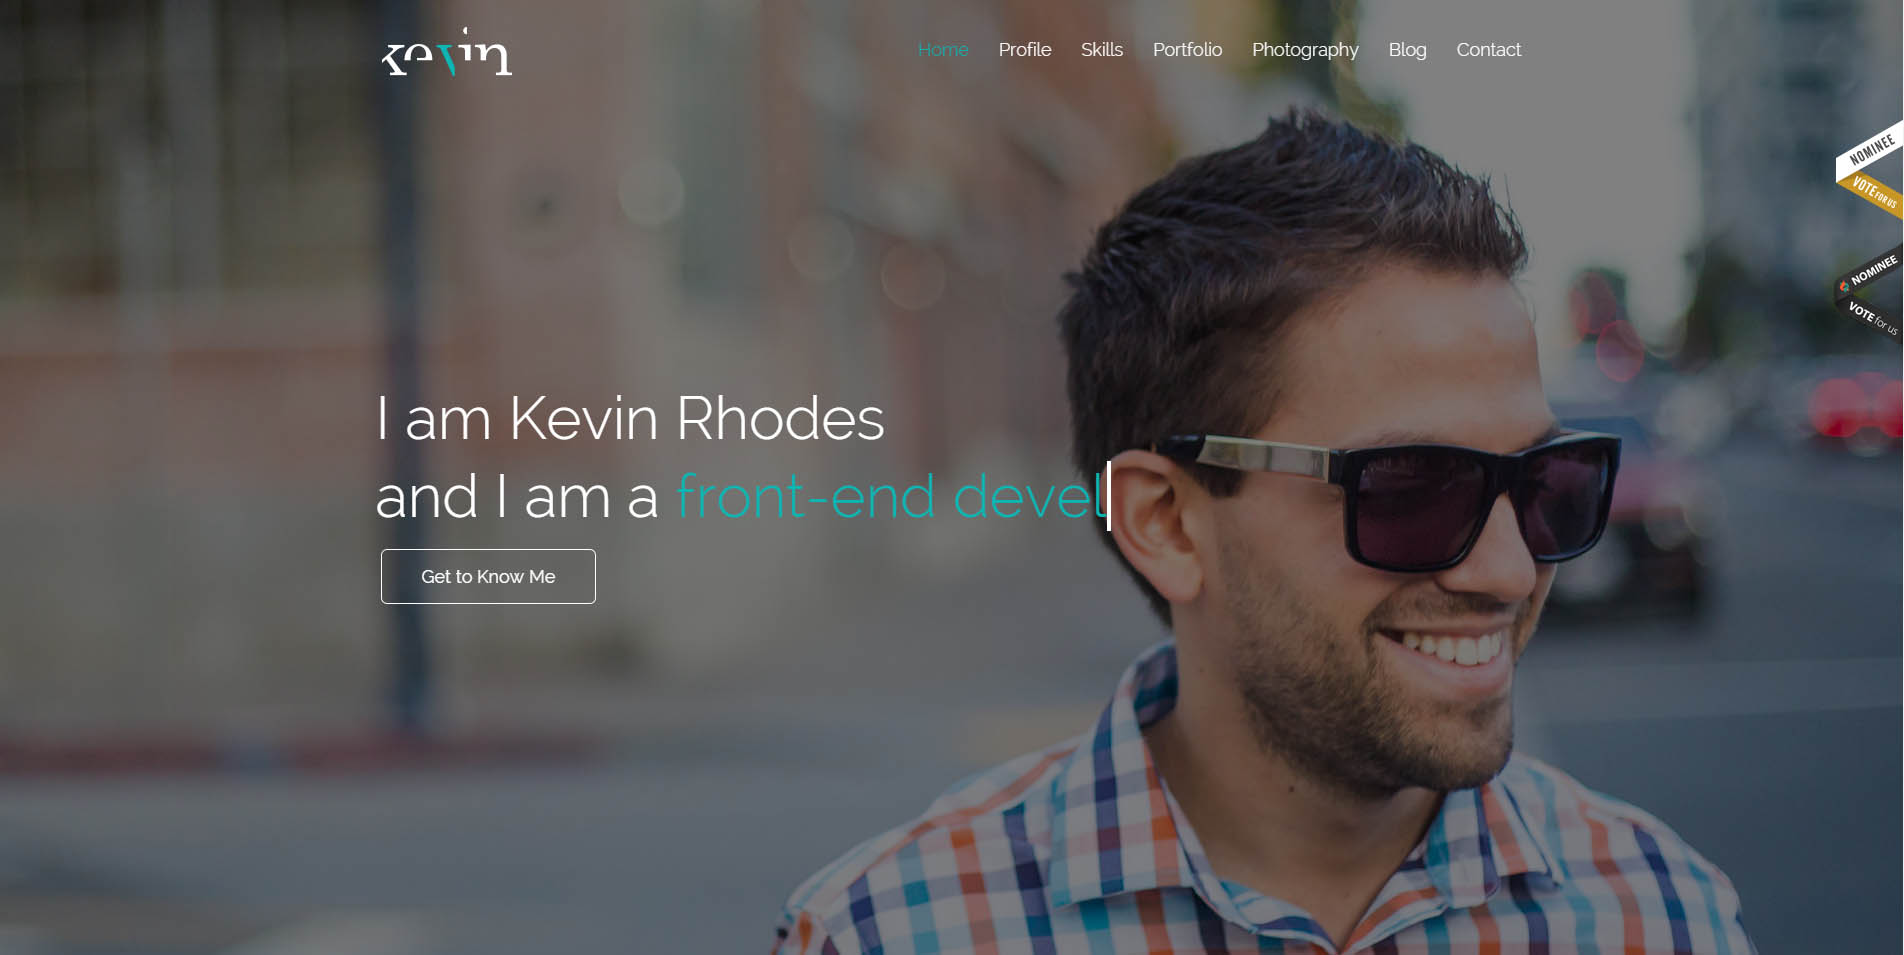 kevin
Home Profile Skills Portfolio Photography Blog Contact
NOMINEE
VOTE FOR US
NOMINEE
VOTE for us
I am Kevin Rhodes
and I am a front-end devel
Get to Know Me